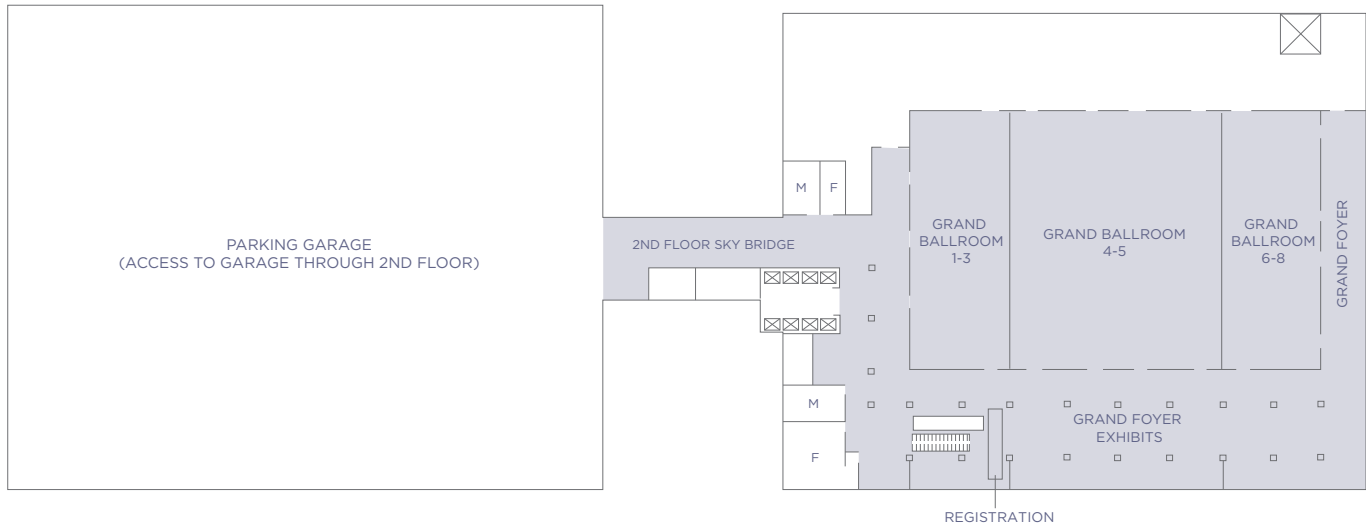 PARKING GARAGE
(ACCESS TO GARAGE THROUGH 2ND FLOOR)
2ND FLOOR SKY BRIDGE
M
F
GRAND
BALLROOM
1-3
GRAND BALLROOM
4-5
GRAND
BALLROOM
6-8
GRAND FOYER
M
F
GRAND FOYER
EXHIBITS
REGISTRATION